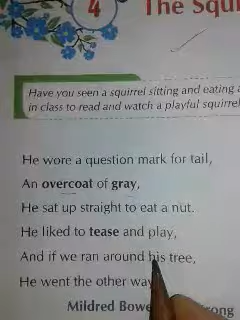 4 The Squi
Have you seen a squirrel sitting and eating a
in class to read and watch a playful squirrel
He wore a question mark for tail,
An overcoat of gray,
He sat up straight to eat a nut.
He liked to tease and play,
And if we ran around his tree,
He went the other way
Mildred Bowe rong